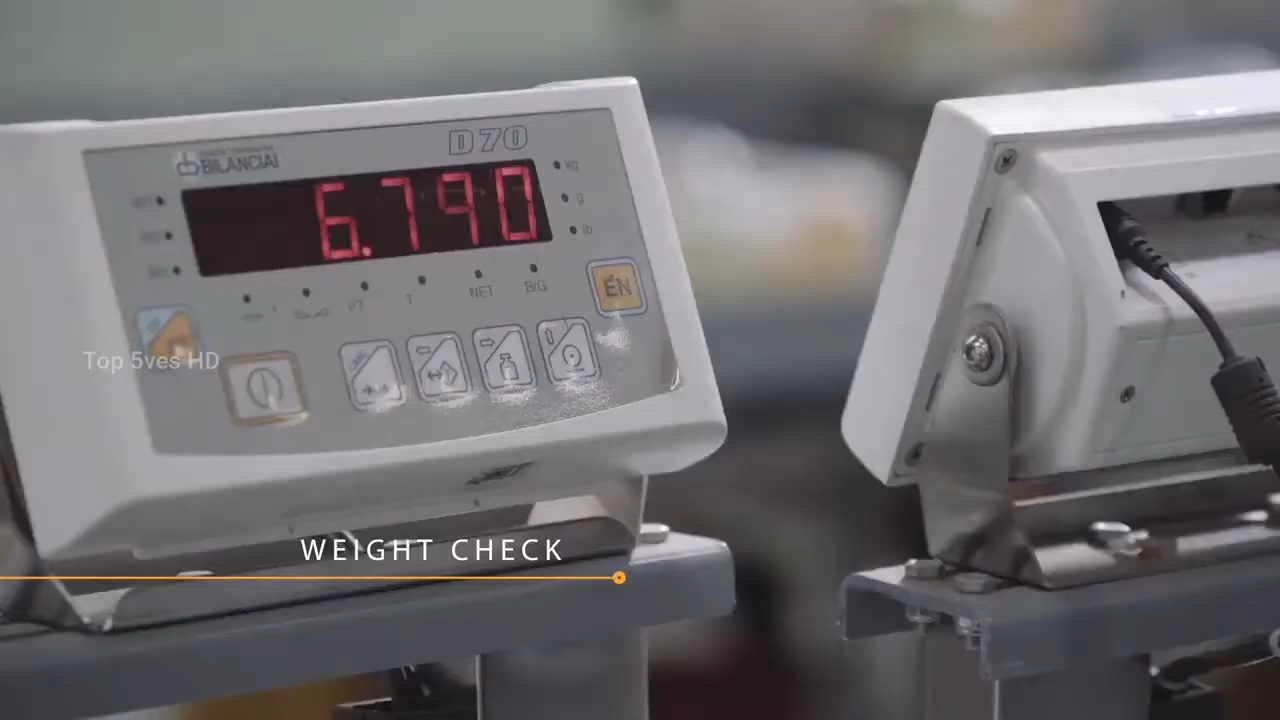 D70
BILANCIAI
6.790
kg
g
lb
PT
T
NET
B/G
EN
Top 5ves HD
WEIGHT CHECK